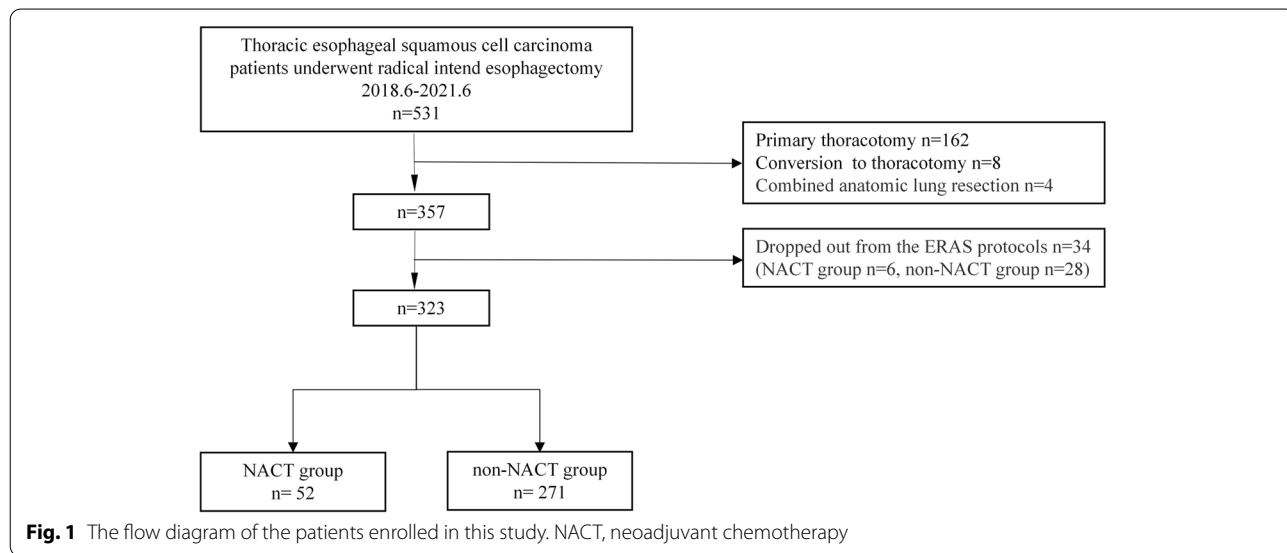 Thoracic esophageal squamous cell carcinoma
patients underwent radical intend esophagectomy
2018.6-2021.6
n=531
Primary thoracotomy n=162
Conversion to thoracotomy n=8
Combined anatomic lung resection n=4
n=357
Dropped out from the ERAS protocols n=34
(NACT group n=6, non-NACT group n=28)
n=323
NACT group
n= 52
non-NACT group
n= 271
Fig. 1 The flow diagram of the patients enrolled in this study. NACT, neoadjuvant chemotherapy